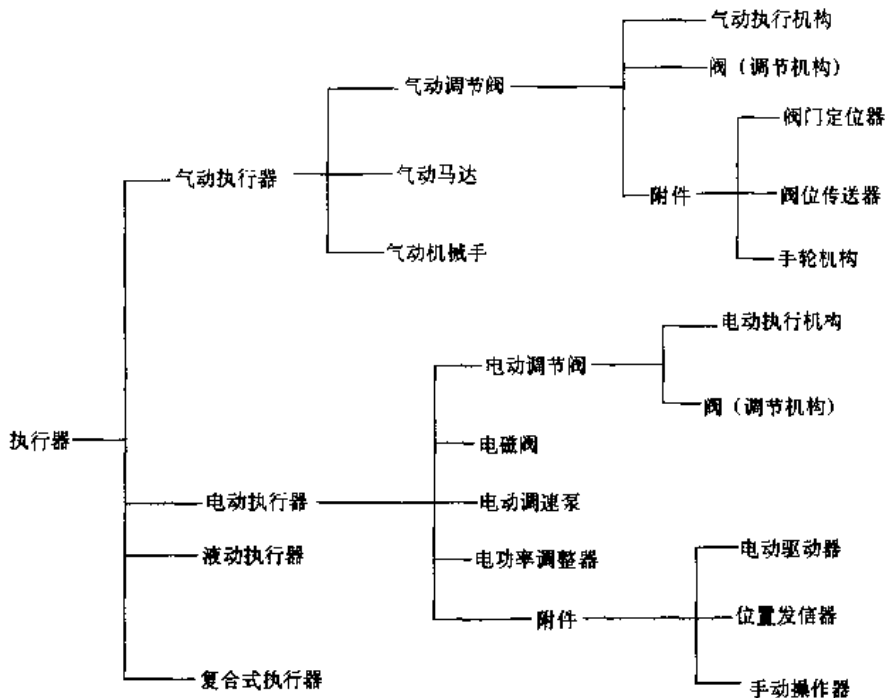 气动执行机构
阀（调节机构）
气动调节阀
阀门定位器
气动执行器
气动马达
附件
阀位传送器
气动机械手
手轮机构
电动执行机构
电动调节阀
阀（调节机构）
执行器
电磁阀
电动执行器
电动调速泵
液动执行器
电功率调整器
电动驱动器
附件
位置发信器
复合式执行器
手动操作器